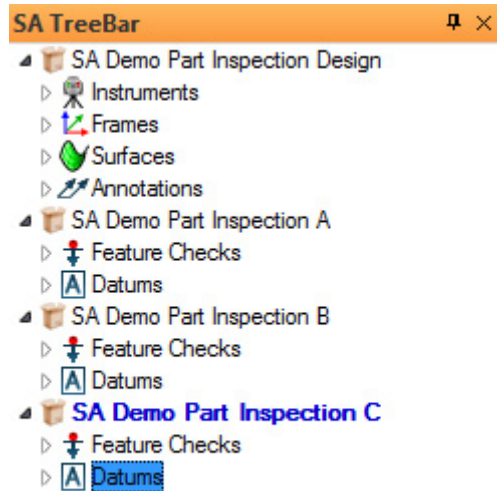 SA TreeBar
SA Demo Part Inspection Design
Instruments
Frames
Surfaces
Annotations
SA Demo Part Inspection A
Feature Checks
A Datums
SA Demo Part Inspection B
Feature Checks
A Datums
SA Demo Part Inspection C
Feature Checks
A Datums